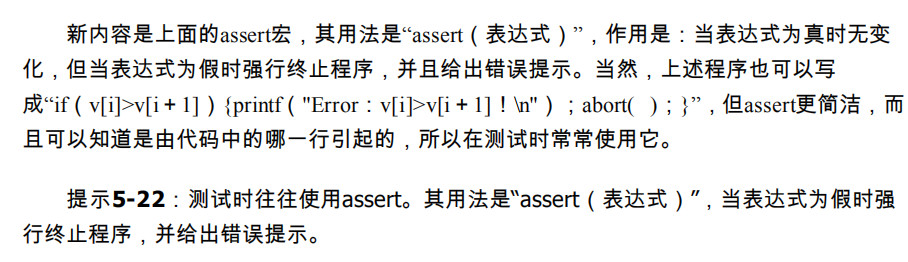 新内容是上面的assert宏，其用法是“assert（表达式）”，作用是：当表达式为真时无变
化，但当表达式为假时强行终止程序，并且给出错误提示。当然，上述程序也可以写
成“if（v[i]>v[i＋1]）{printf（"Error：v[i]>v[i＋1]！\n"）；abort( )；}”，但assert更简洁，而
且可以知道是由代码中的哪一行引起的，所以在测试时常常使用它。
提示5-22：测试时往往使用assert。其用法是“assert（表达式）”，当表达式为假时强
行终止程序，并给出错误提示。